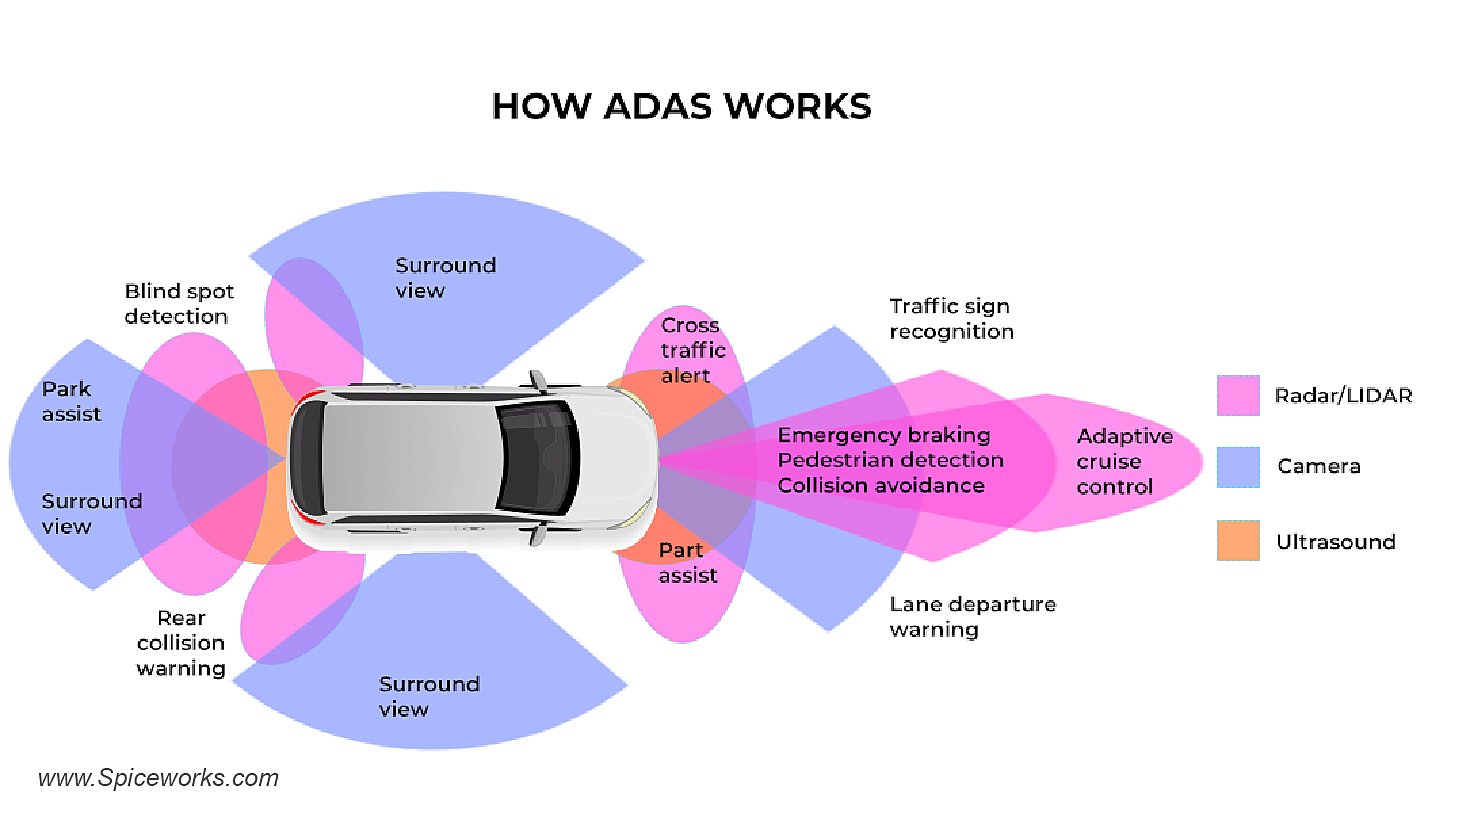 HOW ADAS WORKS
Surround
view
Blind spot
detection
Traffic sign
recognition
Cross
traffic
alert
Park
assist
Radar/LIDAR
Emergency braking
Pedestrian detection
Collision avoidance
Adaptive
cruise
control
Camera
Surround
view
Ultrasound
Part
assist
Lane departure
warning
Rear
collision
warning
Surround
view
www.Spiceworks.com